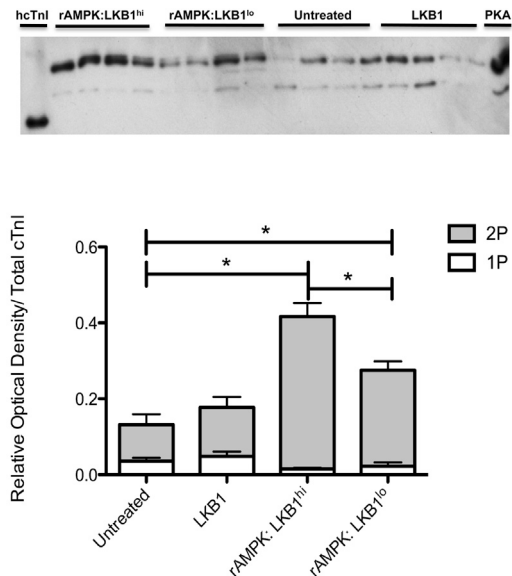 hcTnI rAMPK:LKB1hi rAMPK:LKB1lo Untreated LKB1 PKA
* 
* *
2P
1P
Relative Optical Density/ Total cTnI
0.6
0.4
0.2
0.0
Untreated LKB1 rAMPK: LKB1hi rAMPK: LKB1lo